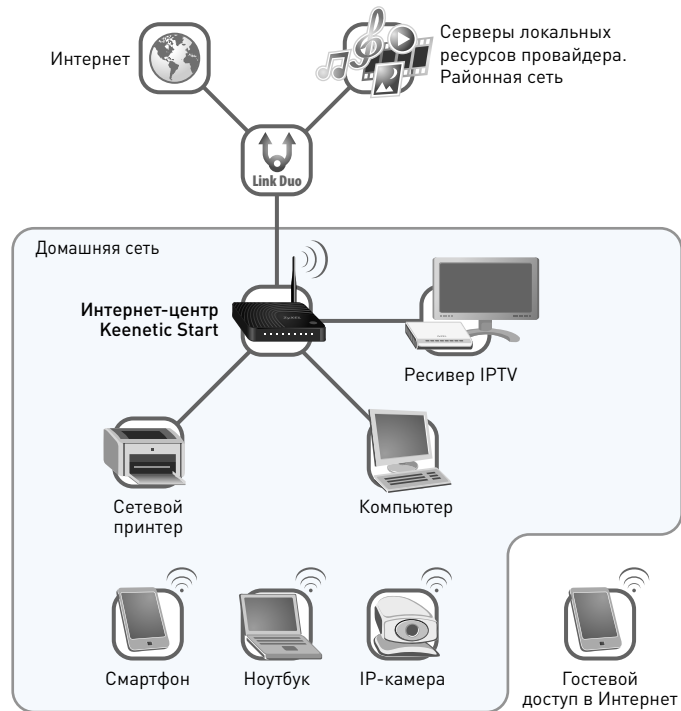 Интернет
Серверы локальных
ресурсов провайдера.
Районная сеть
Link Duo
Домашняя сеть
Интернет-центр
Keenetic Start
Ресивер IPTV
Сетевой
принтер
Компьютер
Смартфон
Ноутбук
IP-камера
Гостевой
доступ в Интернет